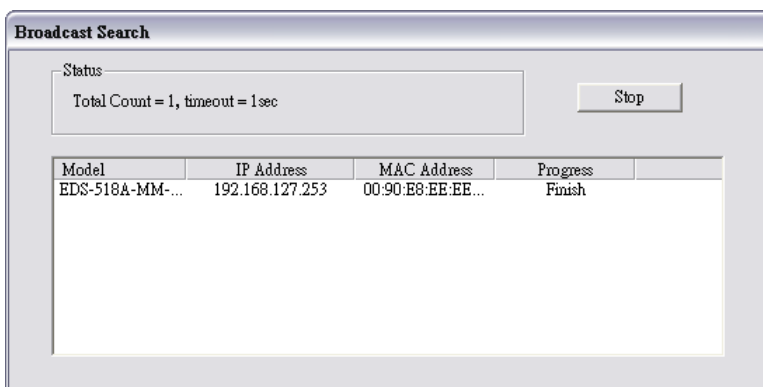 Broadcast Search
Status
Total Count = 1, timeout = 1sec
Stop
Model IP Address MAC Address Progress
EDS-518A-MM-... 192.168.127.253 00:90:E8:EE:EE... Finish